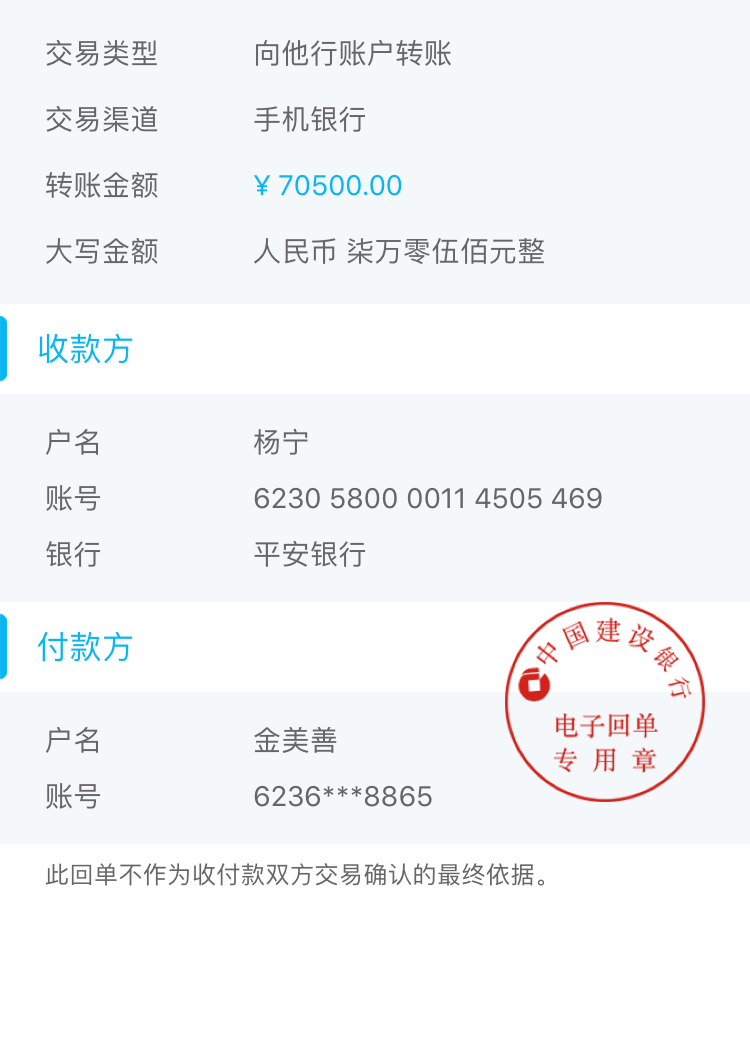 交易类型 向他行账户转账
交易渠道 手机银行
转账金额 ¥ 70500.00
大写金额 人民币 柒万零伍佰元整
收款方
户名 杨宁
账号 6230 5800 0011 4505 469
银行 平安银行
付款方
中国建设银行
电子回单
专用章
户名 金美善
账号 6236***8865
此回单不作为收付款双方交易确认的最终依据。